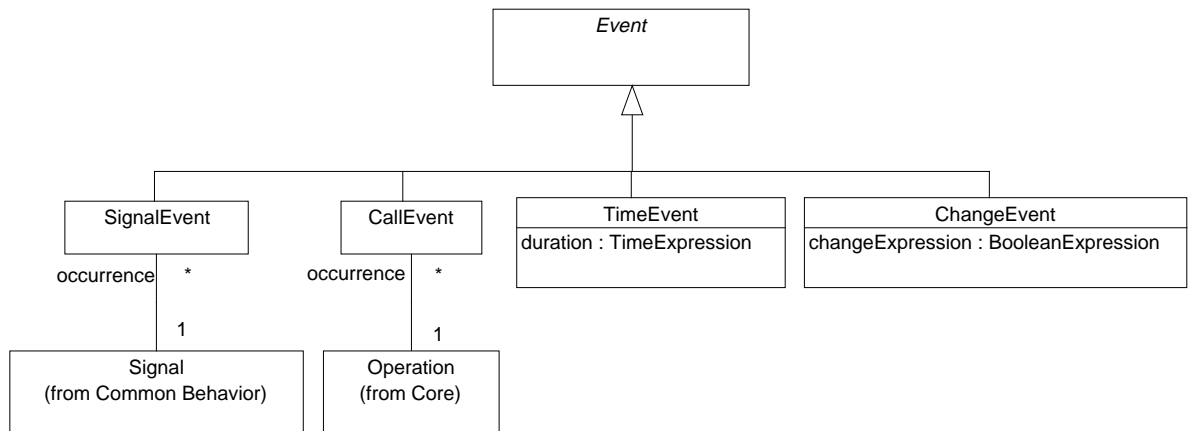 Event
SignalEvent
CallEvent
TimeEvent
duration : TimeExpression
ChangeEvent
changeExpression : BooleanExpression
occurrence
*
occurrence
*
1
1
Signal
(from Common Behavior)
Operation
(from Core)